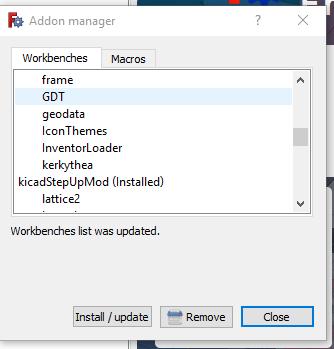 Addon manager
Workbenches Macros
frame
GDT
geodata
IconThemes
InventorLoader
kerkythea
kicadStepUpMod (Installed)
lattice2
Workbenches list was updated.
Install / update Remove Close